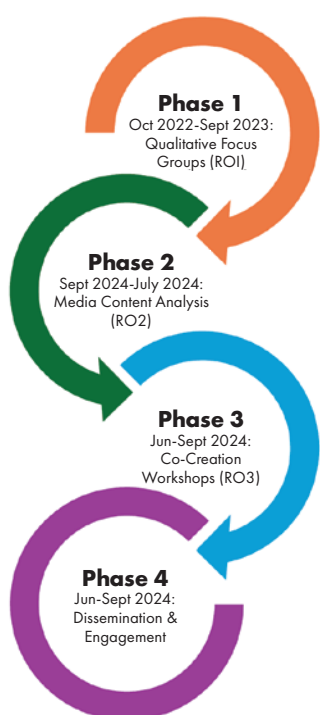 Phase 1
Oct 2022-Sept 2023:
Qualitative Focus
Groups (ROI)
Phase 2
Sept 2024-July 2024:
Media Content Analysis
(RO2)
Phase 3
Jun-Sept 2024:
Co-Creation
Workshops (RO3)
Phase 4
Jun-Sept 2024:
Dissemination &
Engagement